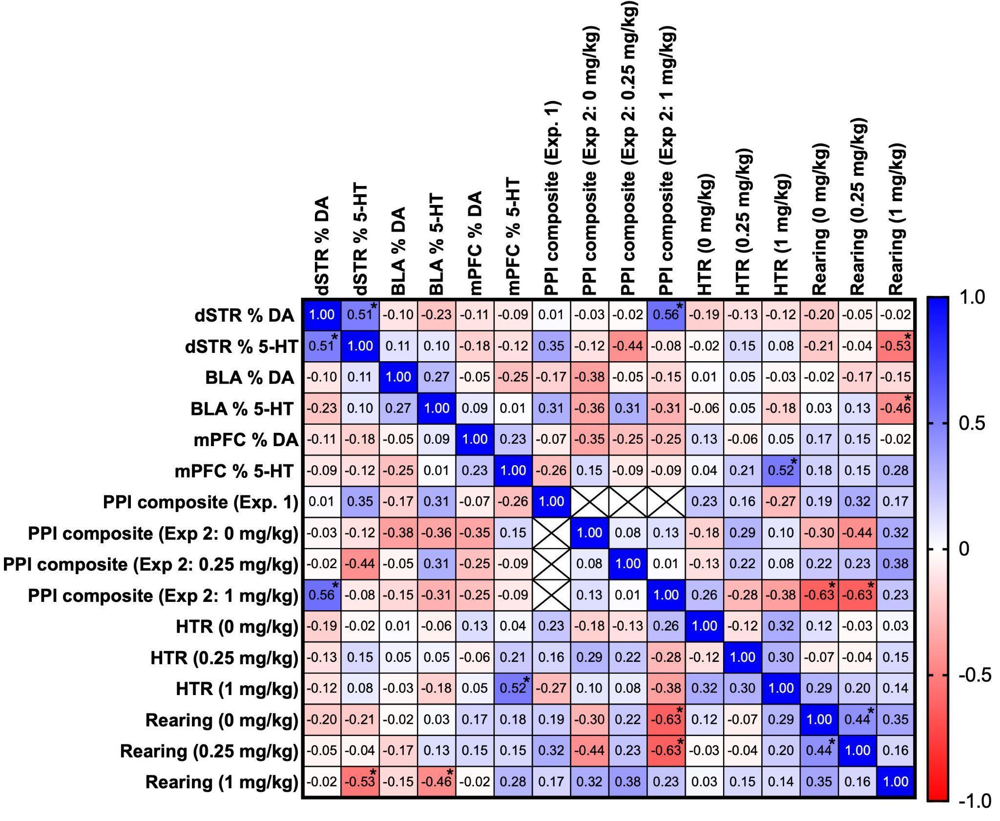 dSTR % DA
dSTR % 5-HT
BLA % DA
BLA % 5-HT
mPFC % DA
mPFC % 5-HT
PPI composite (Exp. 1)
PPI composite (Exp 2: 0 mg/kg)
PPI composite (Exp 2: 0.25 mg/kg)
PPI composite (Exp 2: 1 mg/kg)
HTR (0 mg/kg)
HTR (0.25 mg/kg)
HTR (1 mg/kg)
Rearing (0 mg/kg)
Rearing (0.25 mg/kg)
Rearing (1 mg/kg)
dSTR % DA 1.00 0.51* -0.10 -0.23 -0.11 -0.09 0.01 -0.03 -0.02 0.56* -0.19 -0.13 -0.12 -0.20 -0.05 -0.02
dSTR % 5-HT 0.51* 1.00 0.11 0.10 -0.18 -0.12 0.35 -0.12 -0.44 -0.08 -0.02 0.15 0.08 -0.21 -0.04 -0.53*
BLA % DA -0.10 0.11 1.00 0.27 -0.05 -0.25 -0.17 -0.38 -0.05 -0.15 0.01 0.05 -0.03 -0.02 -0.17 -0.15
BLA % 5-HT -0.23 0.10 0.27 1.00 0.09 0.01 0.31 -0.36 0.31 -0.31 -0.06 0.05 -0.18 0.03 0.13 -0.46*
mPFC % DA -0.11 -0.18 -0.05 0.09 1.00 0.23 -0.07 -0.35 -0.25 -0.25 0.13 -0.06 0.05 0.17 0.15 -0.02
mPFC % 5-HT -0.09 -0.12 -0.25 0.01 0.23 1.00 -0.26 0.15 -0.09 -0.09 0.04 0.21 0.52* 0.18 0.15 0.28
PPI composite (Exp. 1) 0.01 0.35 -0.17 0.31 -0.07 -0.26 1.00 0.23 0.16 -0.27 0.19 0.32 0.17
PPI composite (Exp 2: 0 mg/kg) -0.03 -0.12 -0.38 -0.36 -0.35 0.15 1.00 0.08 0.13 -0.18 0.29 0.10 -0.30 -0.44 0.32
PPI composite (Exp 2: 0.25 mg/kg) -0.02 -0.44 -0.05 0.31 -0.25 -0.09 0.08 1.00 0.01 -0.13 0.22 0.08 0.22 0.23 0.38
PPI composite (Exp 2: 1 mg/kg) 0.56* -0.08 -0.15 -0.31 -0.25 -0.09 0.13 0.01 1.00 0.26 -0.28 -0.38 -0.63* -0.63* 0.23
HTR (0 mg/kg) -0.19 -0.02 0.01 -0.06 0.13 0.04 0.23 -0.18 -0.13 0.26 1.00 -0.12 0.32 0.12 -0.03 0.03
HTR (0.25 mg/kg) -0.13 0.15 0.05 0.05 -0.06 0.21 0.16 0.29 0.22 -0.28 -0.12 1.00 0.30 -0.07 -0.04 0.15
HTR (1 mg/kg) -0.12 0.08 -0.03 -0.18 0.05 0.52* -0.27 0.10 0.08 -0.38 0.32 0.30 1.00 0.29 0.20 0.14
Rearing (0 mg/kg) -0.20 -0.21 -0.02 0.03 0.17 0.18 0.19 -0.30 0.22 -0.63* 0.12 -0.07 0.29 1.00 0.44* 0.35
Rearing (0.25 mg/kg) -0.05 -0.04 -0.17 0.13 0.15 0.15 0.32 -0.44 0.23 -0.63* -0.03 -0.04 0.20 0.44* 1.00 0.16
Rearing (1 mg/kg) -0.02 -0.53* -0.15 -0.46* -0.02 0.28 0.17 0.32 0.38 0.23 0.03 0.15 0.14 0.35 0.16 1.00
1.0
0.5
0
-0.5
-1.0